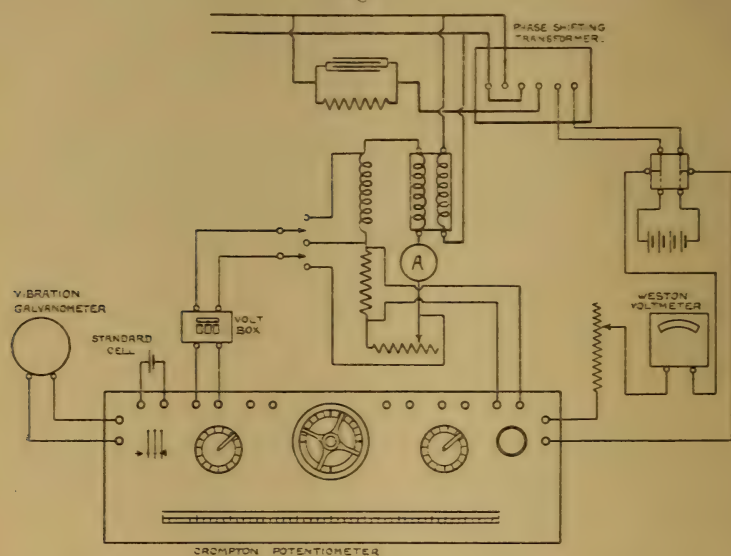 PHASE SHIFTING
TRANSFORMER.
A
VIBRATION
GALVANOMETER
STANDARD
CELL
VOLT
BOX
WESTON
VOLTMETER
CROMPTON POTENTIOMETER